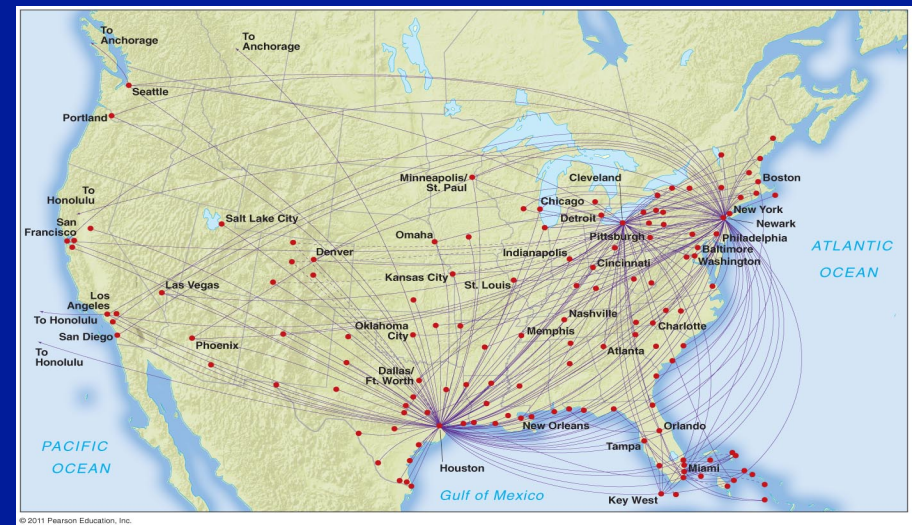 To
Anchorage
To
Anchorage
Seattle
Portland
Minneapolis/
St. Paul
Cleveland
Boston
To
Honolulu
Chicago
San
Francisco
Salt Lake City
Detroit
New York
Newark
Omaha
Pittsburgh
Philadelphia
Denver
Indianapolis
Baltimore
Washington
ATLANTIC
OCEAN
Cincinnati
Kansas City
St. Louis
Las Vegas
Los
Angeles
To Honolulu
San Diego
Nashville
Oklahoma
City
Memphis
Charlotte
Phoenix
Atlanta
To
Honolulu
Dallas/
Ft. Worth
New Orleans
Orlando
PACIFIC
OCEAN
Tampa
Houston
Miami
Gulf of Mexico
Key West
© 2011 Pearson Education, Inc.